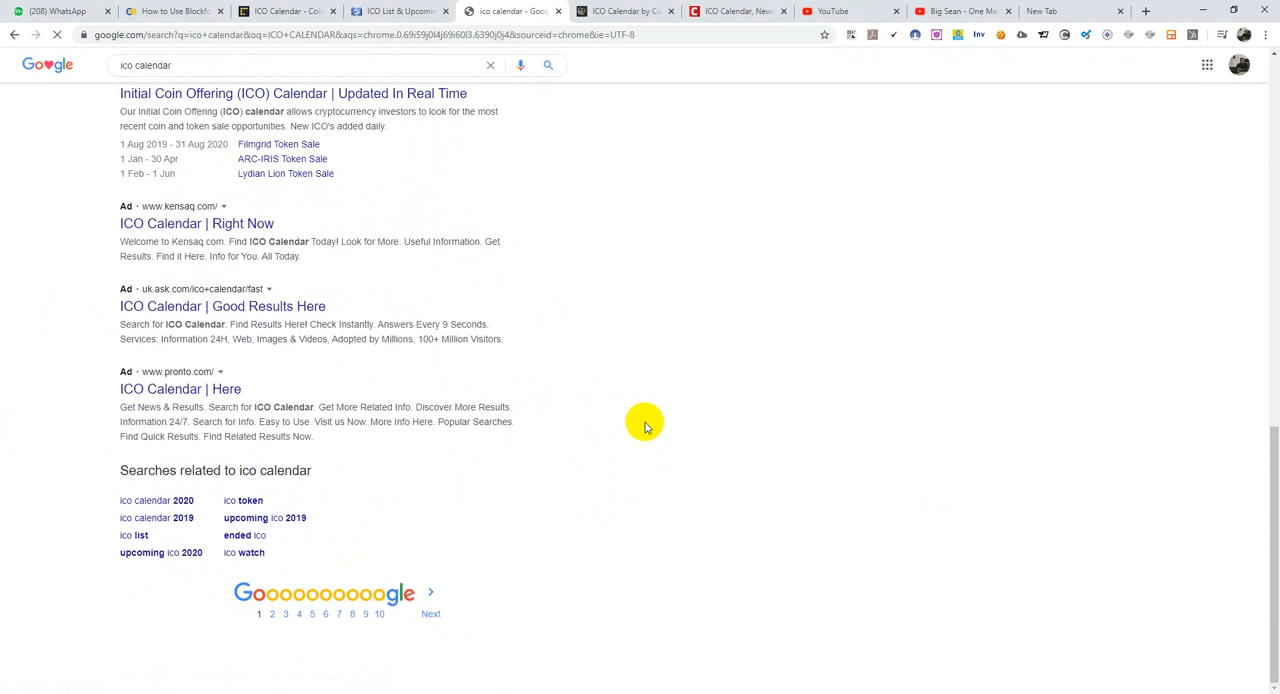 (208) WhatsApp
How to Use Blockfo
ICO Calendar - Coi
ICO List & Upcomin
ico calendar - Goog
ICO Calendar by Co
ICO Calendar, New
YouTube
Big Sean - One Ma
New Tab
google.com/search?q=ico+calendar&oq=ICO+CALENDAR&aqs=chrome.0.69i59j0l4j69i60l3.6390j0j4&sourceid=chrome&ie=UTF-8
Inv
Go♥gle
ico calendar
Initial Coin Offering (ICO) Calendar | Updated In Real Time
Our Initial Coin Offering (ICO) calendar allows cryptocurrency investors to look for the most
recent coin and token sale opportunities. New ICO's added daily.
1 Aug 2019 - 31 Aug 2020 Filmgrid Token Sale
1 Jan - 30 Apr ARC-IRIS Token Sale
1 Feb - 1 Jun Lydian Lion Token Sale
Ad · www.kensaq.com/
ICO Calendar | Right Now
Welcome to Kensaq.com. Find ICO Calendar Today! Look for More. Useful Information. Get
Results. Find it Here. Info for You. All Today.
Ad · uk.ask.com/ico+calendar/fast
ICO Calendar | Good Results Here
Search for ICO Calendar. Find Results Here! Check Instantly. Answers Every 9 Seconds.
Services: Information 24H, Web, Images & Videos, Adopted by Millions, 100+ Million Visitors.
Ad · www.pronto.com/
ICO Calendar | Here
Get News & Results. Search for ICO Calendar. Get More Related Info. Discover More Results.
Information 24/7. Search for Info. Easy to Use. Visit us Now. More Info Here. Popular Searches.
Find Quick Results. Find Related Results Now.
Searches related to ico calendar
ico calendar 2020 ico token
ico calendar 2019 upcoming ico 2019
ico list ended ico
upcoming ico 2020 ico watch
Goooooooooogle
1 2 3 4 5 6 7 8 9 10 Next